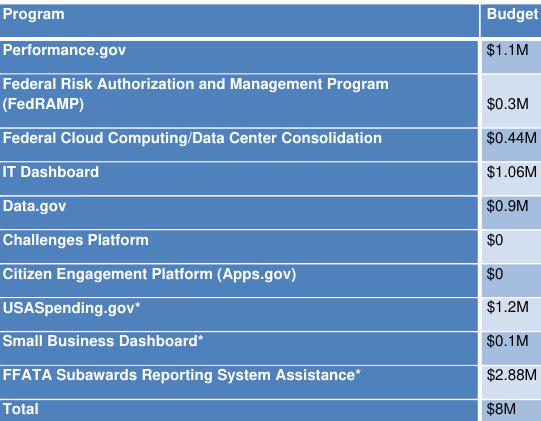 Program Budget
Performance.gov $1.1M
Federal Risk Authorization and Management Program
(FedRAMP) $0.3M
Federal Cloud Computing/Data Center Consolidation $0.44M
IT Dashboard $1.06M
Data.gov $0.9M
Challenges Platform $0
Citizen Engagement Platform (Apps.gov) $0
USASpending.gov* $1.2M
Small Business Dashboard* $0.1M
FFATA Subawards Reporting System Assistance* $2.88M
Total $8M